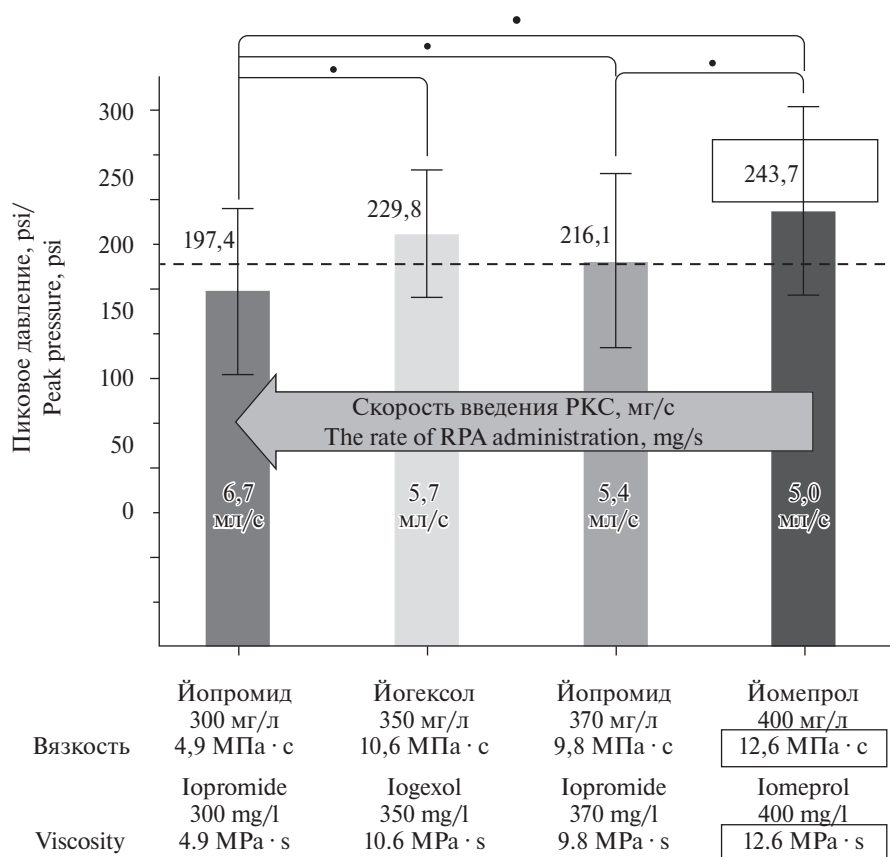 Пиковое давление, psi/
Peak pressure, psi
300
250
200
150
100
50
0
197,4
229,8
216,1
243,7
Скорость введения РКС, мг/с
The rate of RPA administration, mg/s
6,7
мл/с
5,7
мл/с
5,4
мл/с
5,0
мл/с
Йопромид
300 мг/л
4,9 МПа · с
Йогексол
350 мг/л
10,6 МПа · с
Йопромид
370 мг/л
9,8 МПа · с
Йомепрол
400 мг/л
12,6 МПа · с
Вязкость
Iopromide
300 mg/l
4.9 MPa · s
Iogexol
350 mg/l
10.6 MPa · s
Iopromide
370 mg/l
9.8 MPa · s
Iomeprol
400 mg/l
12.6 MPa · s
Viscosity